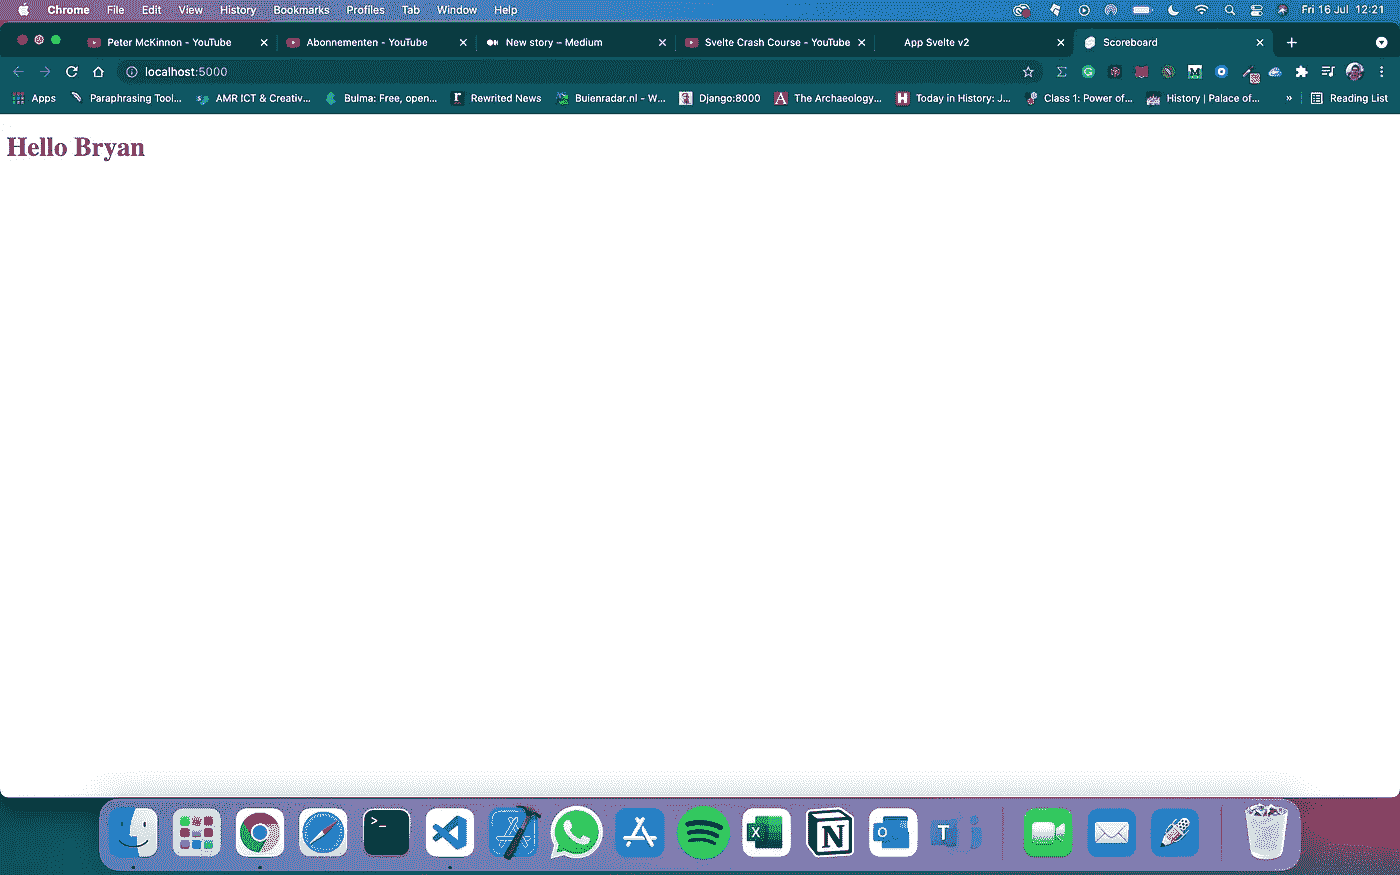 Chrome File Edit View History Bookmarks Profiles Tab Window Help Fri 16 Jul 12:21
Peter McKinnon - YouTube Abonnementen - YouTube New story – Medium Svelte Crash Course - YouTube App Svelte v2 Scoreboard
localhost:5000
Apps Paraphrasing Tool... AMR ICT & Creativ... Bulma: Free, open... Rewrited News Buienradar.nl - W... Django:8000 The Archaeology... Today in History: J... Class 1: Power of... History | Palace of... » Reading List
Hello Bryan